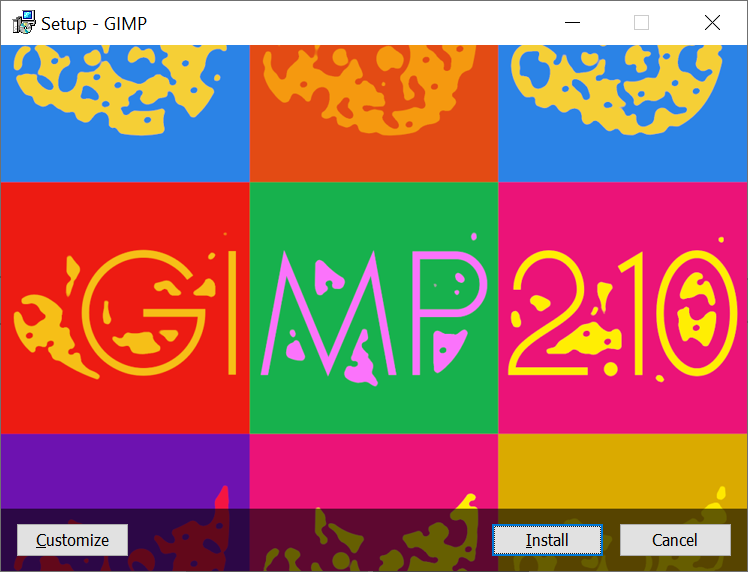 Setup - GIMP
GIMP 2.10
Customize
Install
Cancel